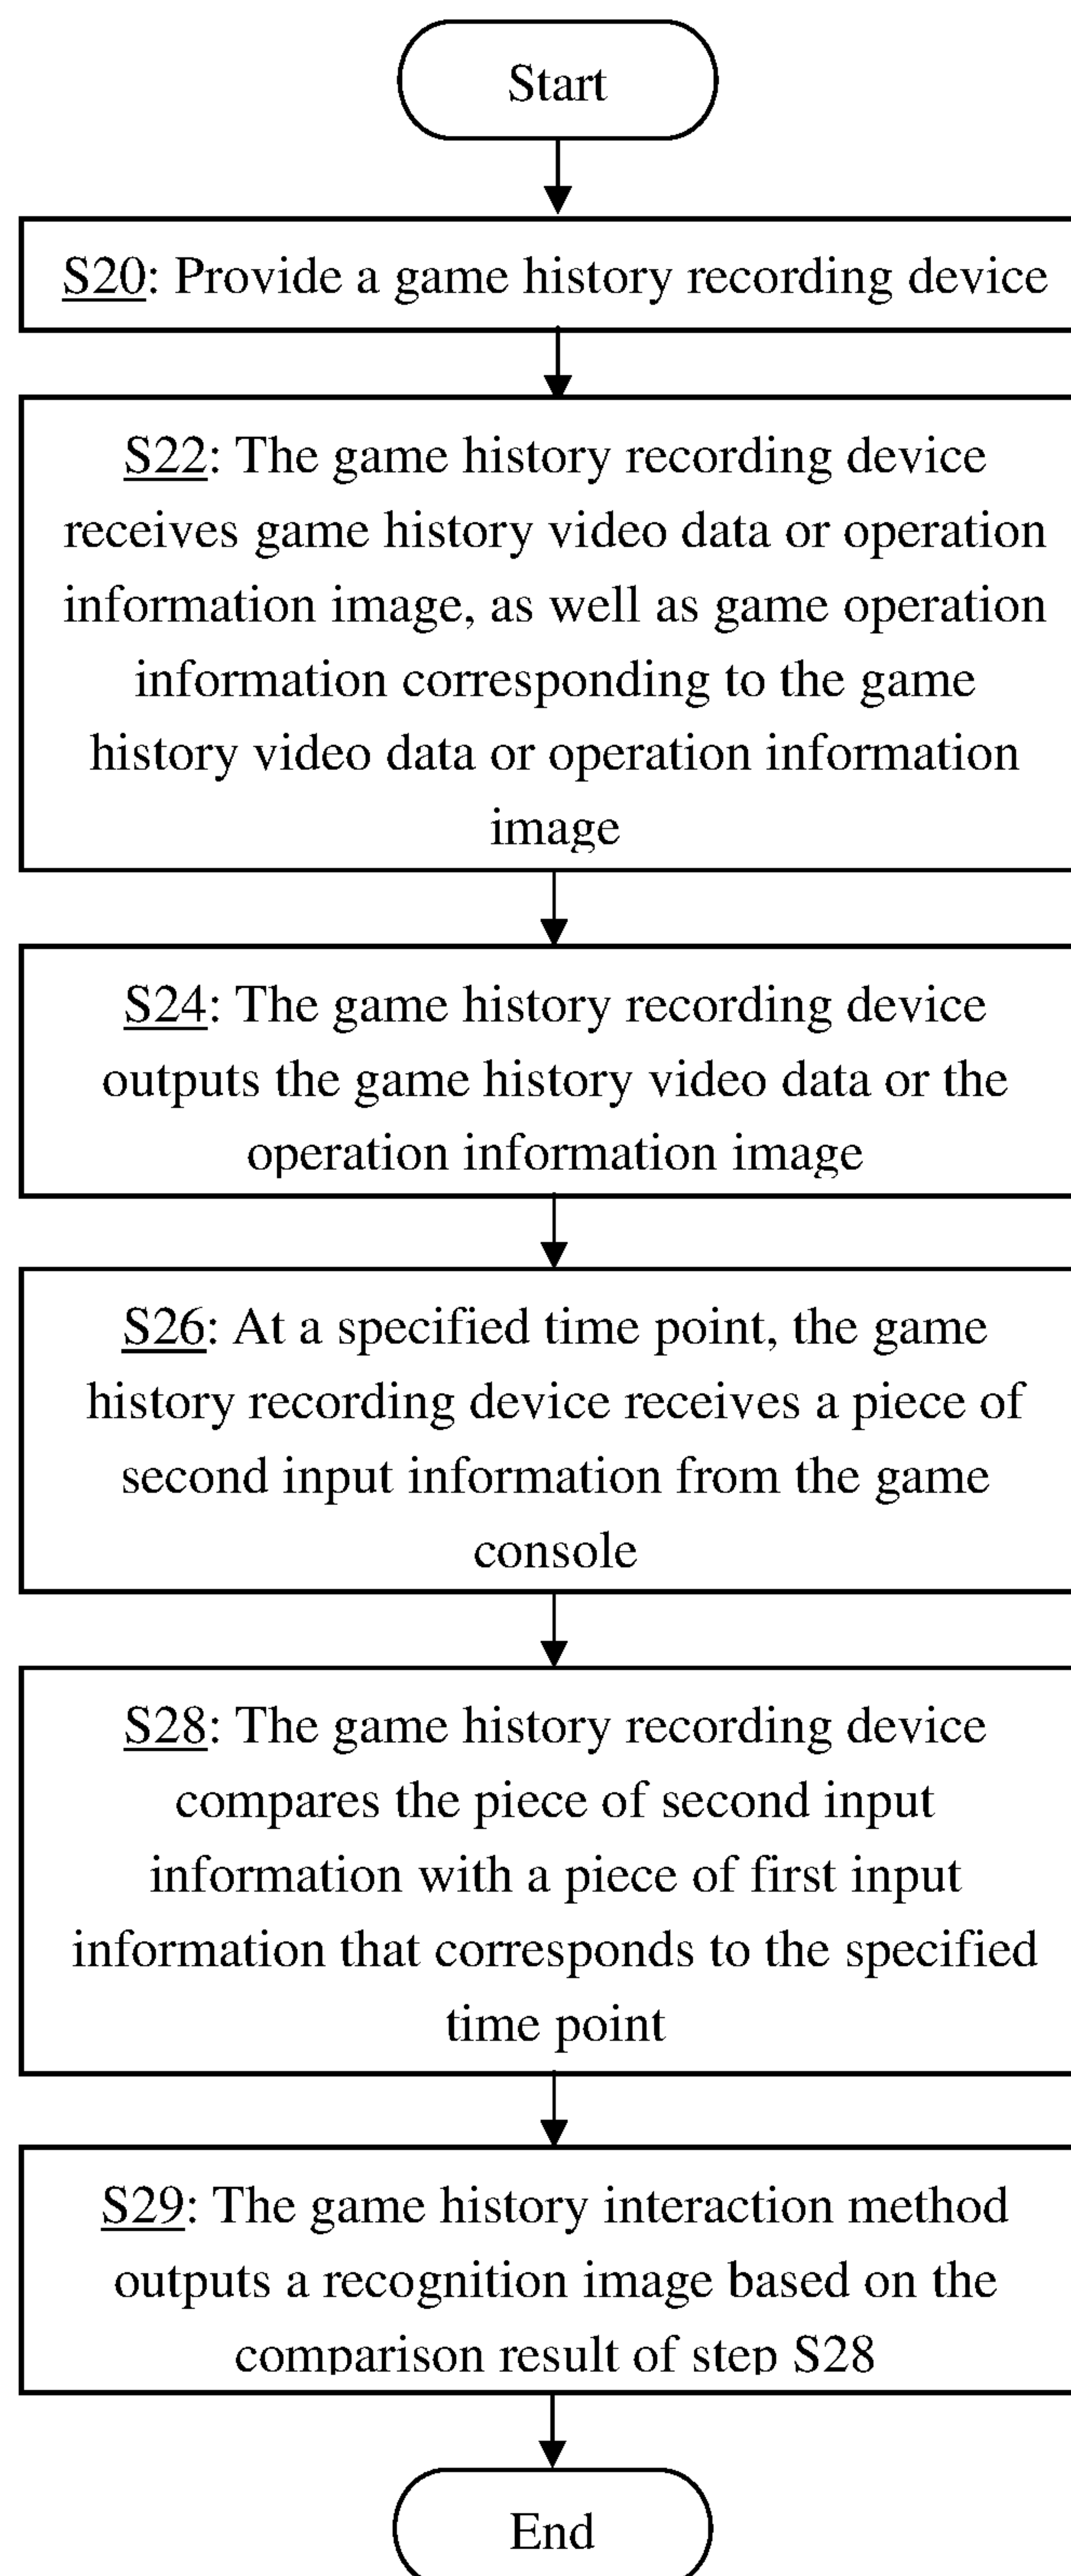 Start
S20: Provide a game history recording device
S22: The game history recording device
receives game history video data or operation
information image, as well as game operation
information corresponding to the game
history video data or operation information
image
S24: The game history recording device
outputs the game history video data or the
operation information image
S26: At a specified time point, the game
history recording device receives a piece of
second input information from the game
console
S28: The game history recording device
compares the piece of second input
information with a piece of first input
information that corresponds to the specified
time point
S29: The game history interaction method
outputs a recognition image based on the
comparison result of step S28
End